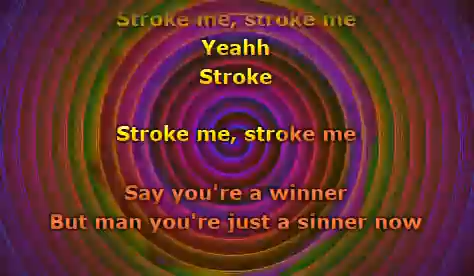 Stroke me, stroke me
Yeahh
Stroke
Stroke me, stroke me
Say you're a winner
But man you're just a sinner now